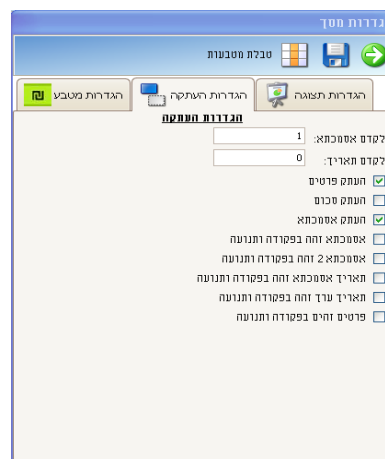 הגדרות מסך
טבלת מטבעות
הגדרות תצוגה
הגדרות העתקה
הגדרות מטבע
₪
הגדרות העתקה
לקדם אסמכתא: 1
לקדם תאריך: 0
העתק פרטים
העתק סכום
העתק אסמכתא
אסמכתא זהה בפקודה ותנועה
אסמכתא 2 זהה בפקודה ותנועה
תאריך אסמכתא זהה בפקודה ותנועה
תאריך ערך זהה בפקודה ותנועה
פרטים זהים בפקודה ותנועה